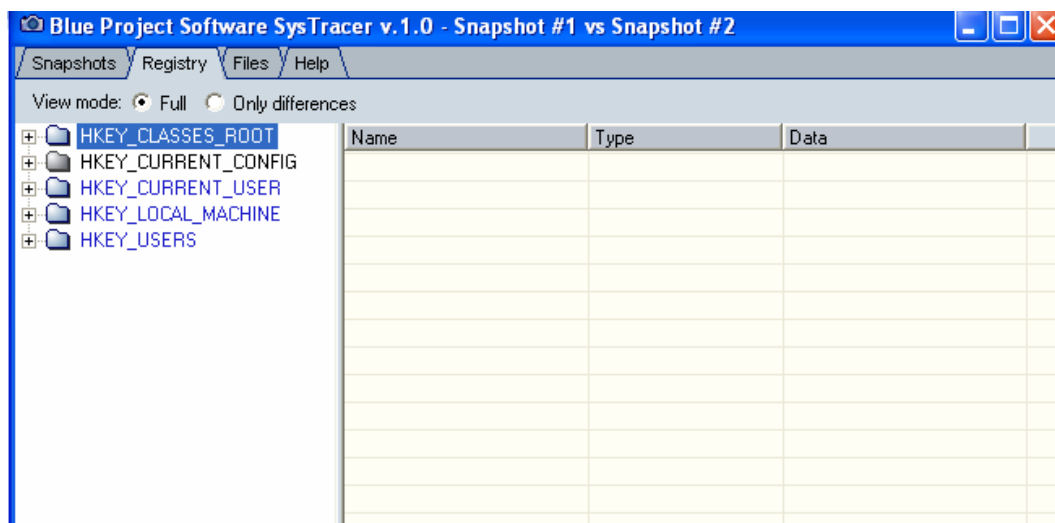 Blue Project Software SysTracer v.1.0 - Snapshot #1 vs Snapshot #2
Snapshots Registry Files Help
View mode: Full Only differences
HKEY_CLASSES_ROOT Name Type Data
HKEY_CURRENT_CONFIG
HKEY_CURRENT_USER
HKEY_LOCAL_MACHINE
HKEY_USERS